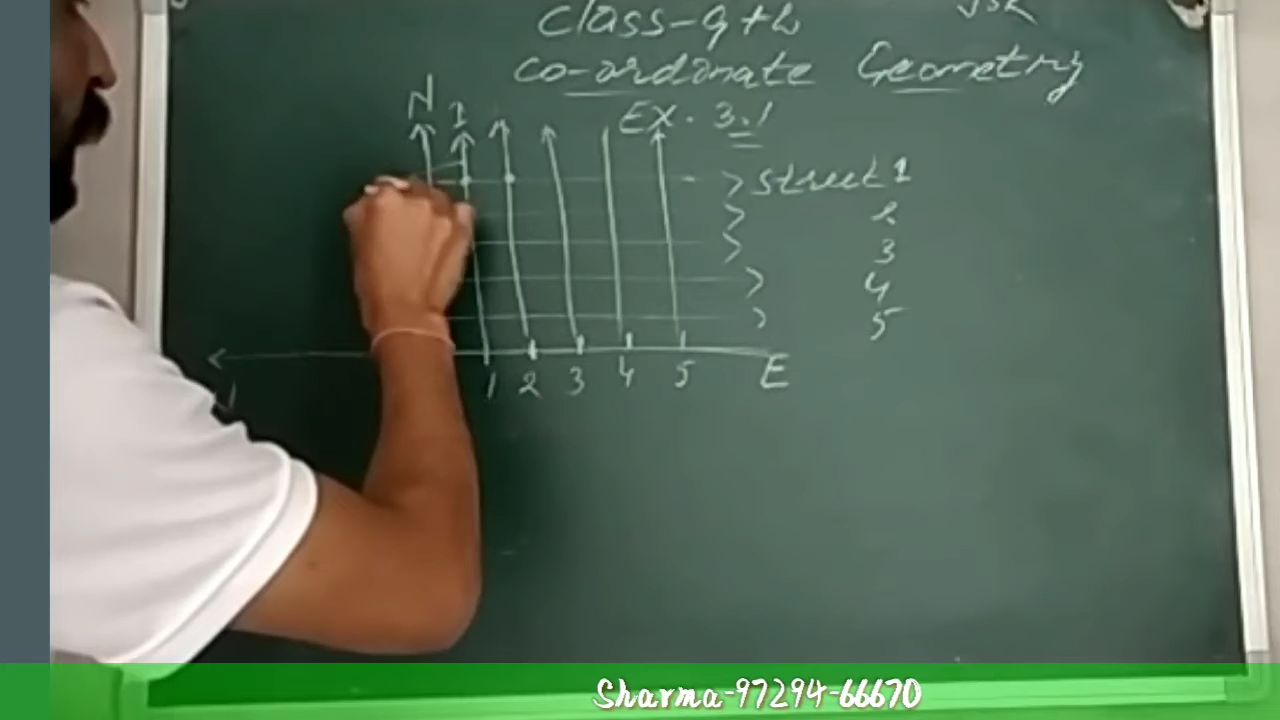 Class-9th
Co-ordinate Geometry
N 1 EX. 3.1
Street 1
2
3
4
5
1 2 3 4 5 E
Sharma-97294-66670